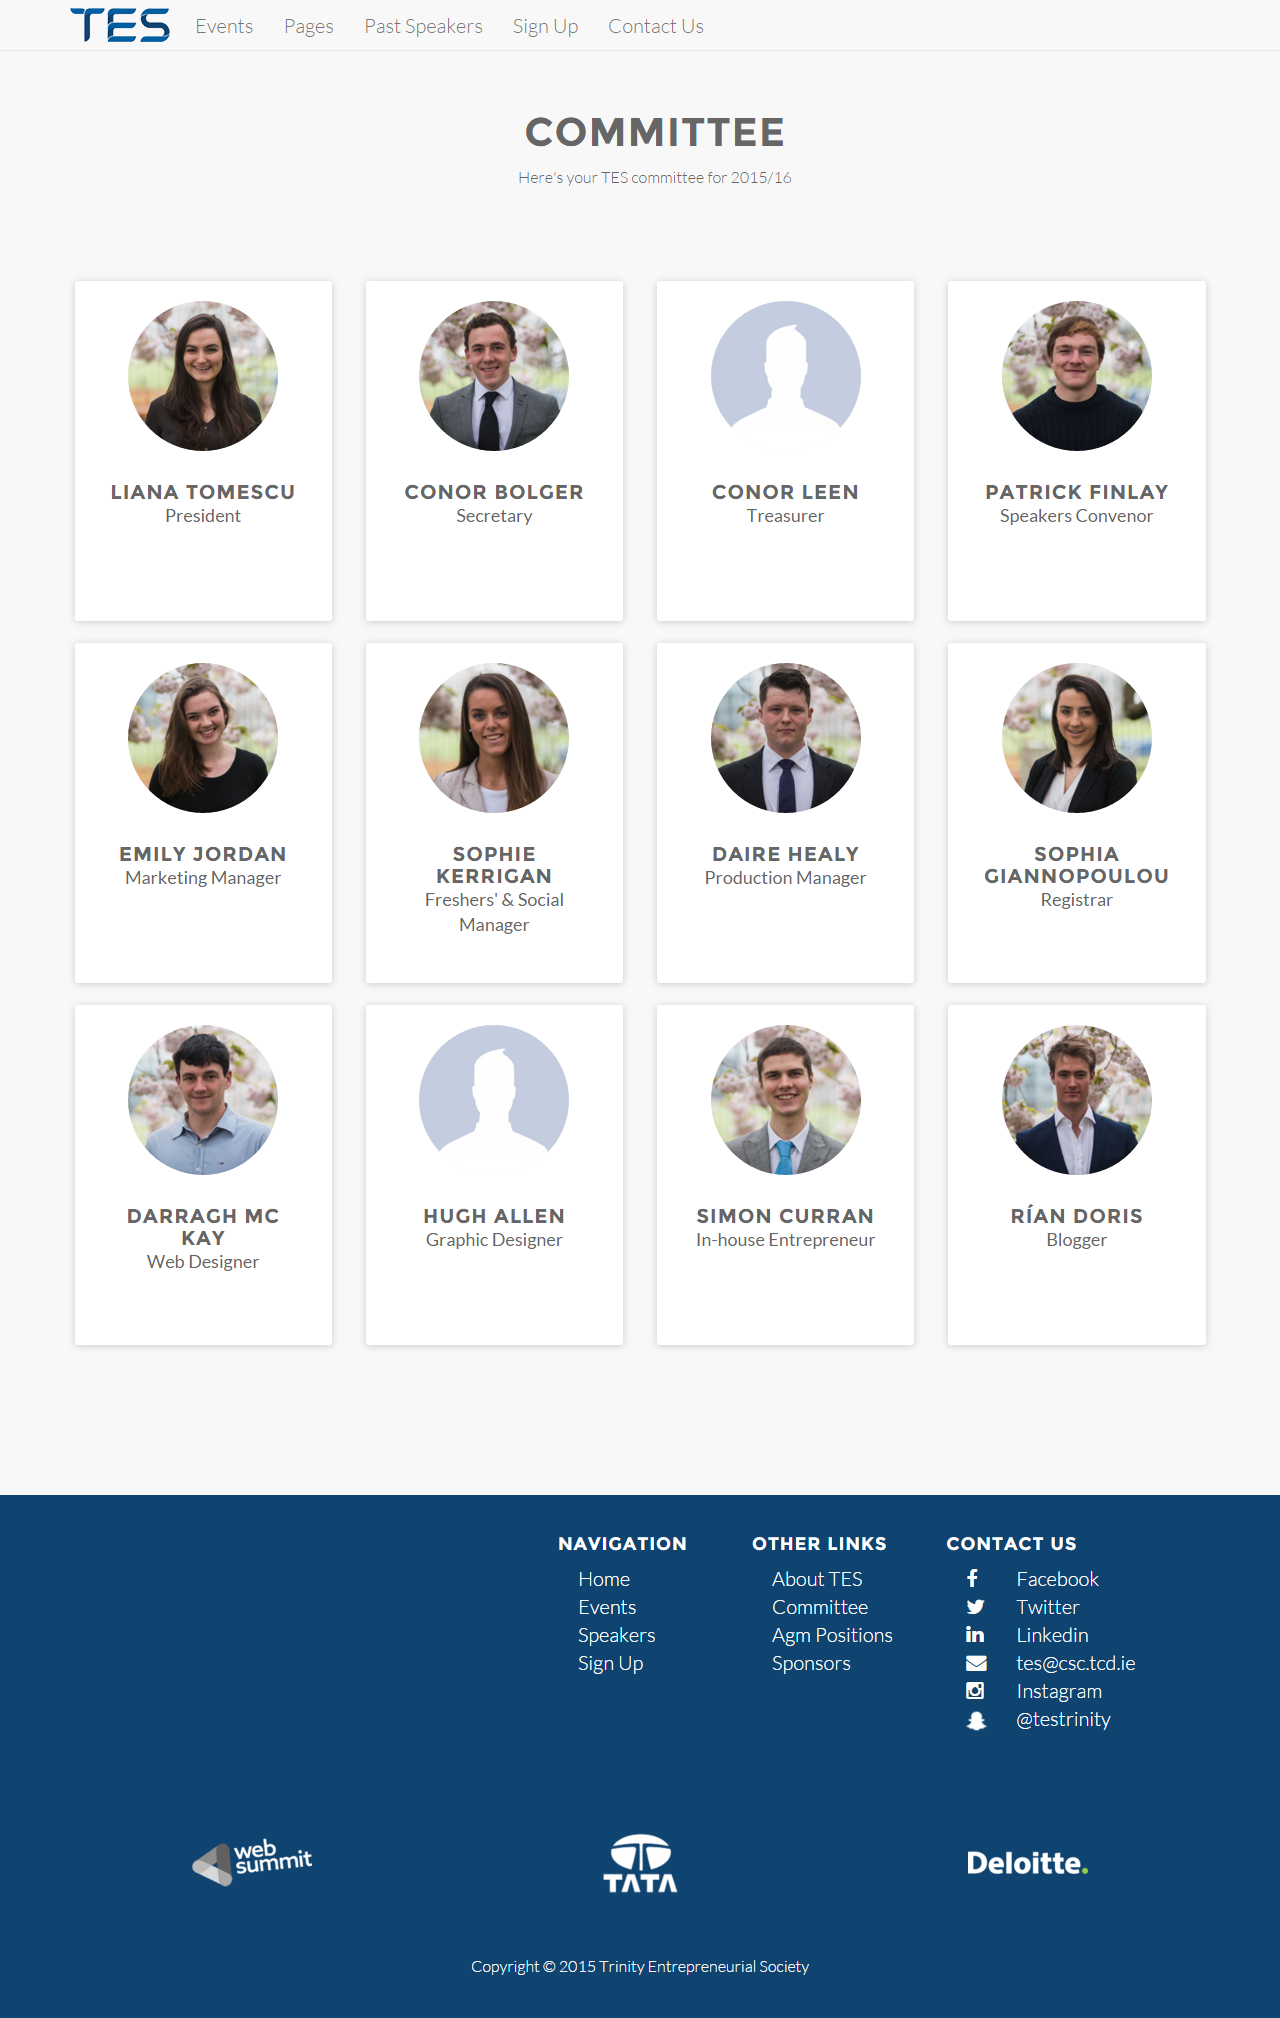 TES Events Pages Past Speakers Sign Up Contact Us
COMMITTEE
Here's your TES committee for 2015/16
LIANA TOMESCU
President
CONOR BOLGER
Secretary
CONOR LEEN
Treasurer
PATRICK FINLAY
Speakers Convenor
EMILY JORDAN
Marketing Manager
SOPHIE
KERRIGAN
Freshers' & Social
Manager
DAIRE HEALY
Production Manager
SOPHIA
GIANNOPOULOU
Registrar
DARRAGH MC
KAY
Web Designer
HUGH ALLEN
Graphic Designer
SIMON CURRAN
In-house Entrepreneur
RÍAN DORIS
Blogger
NAVIGATION
Home
Events
Speakers
Sign Up
OTHER LINKS
About TES
Committee
Agm Positions
Sponsors
CONTACT US
Facebook
Twitter
Linkedin
tes@csc.tcd.ie
Instagram
@testrinity
web
summit
TATA
Deloitte.
Copyright © 2015 Trinity Entrepreneurial Society